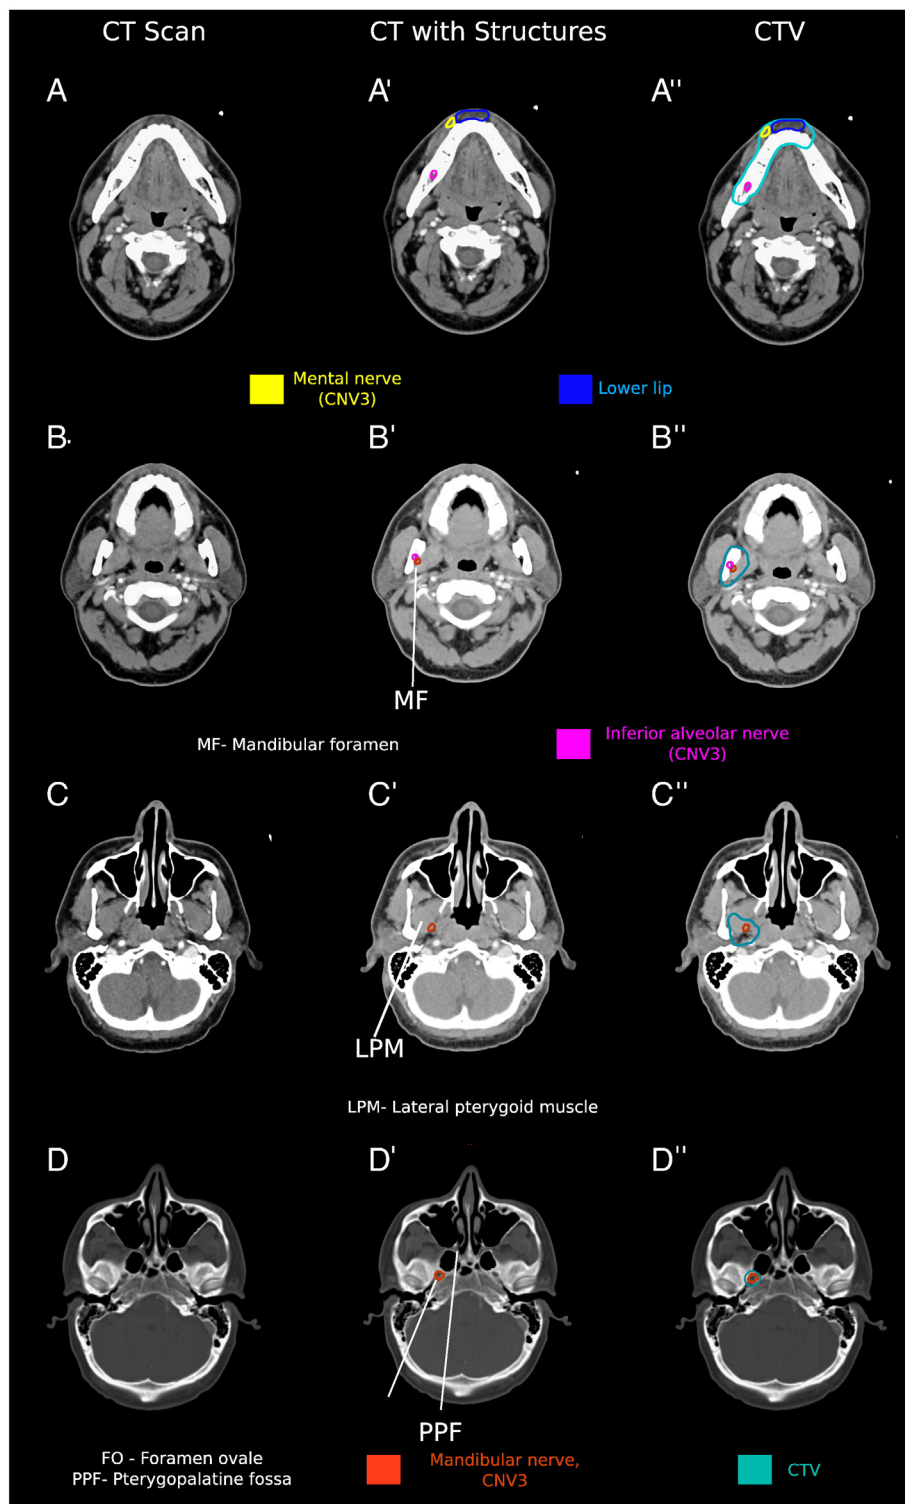 CT Scan
CT with Structures
CTV
A
A'
A''
Mental nerve
(CNV3)
Lower lip
B
B'
B''
MF
MF- Mandibular foramen
Inferior alveolar nerve
(CNV3)
C
C'
C''
LPM
LPM- Lateral pterygoid muscle
D
D'
D''
PPF
FO - Foramen ovale
PPF- Pterygopalatine fossa
Mandibular nerve,
CNV3
CTV